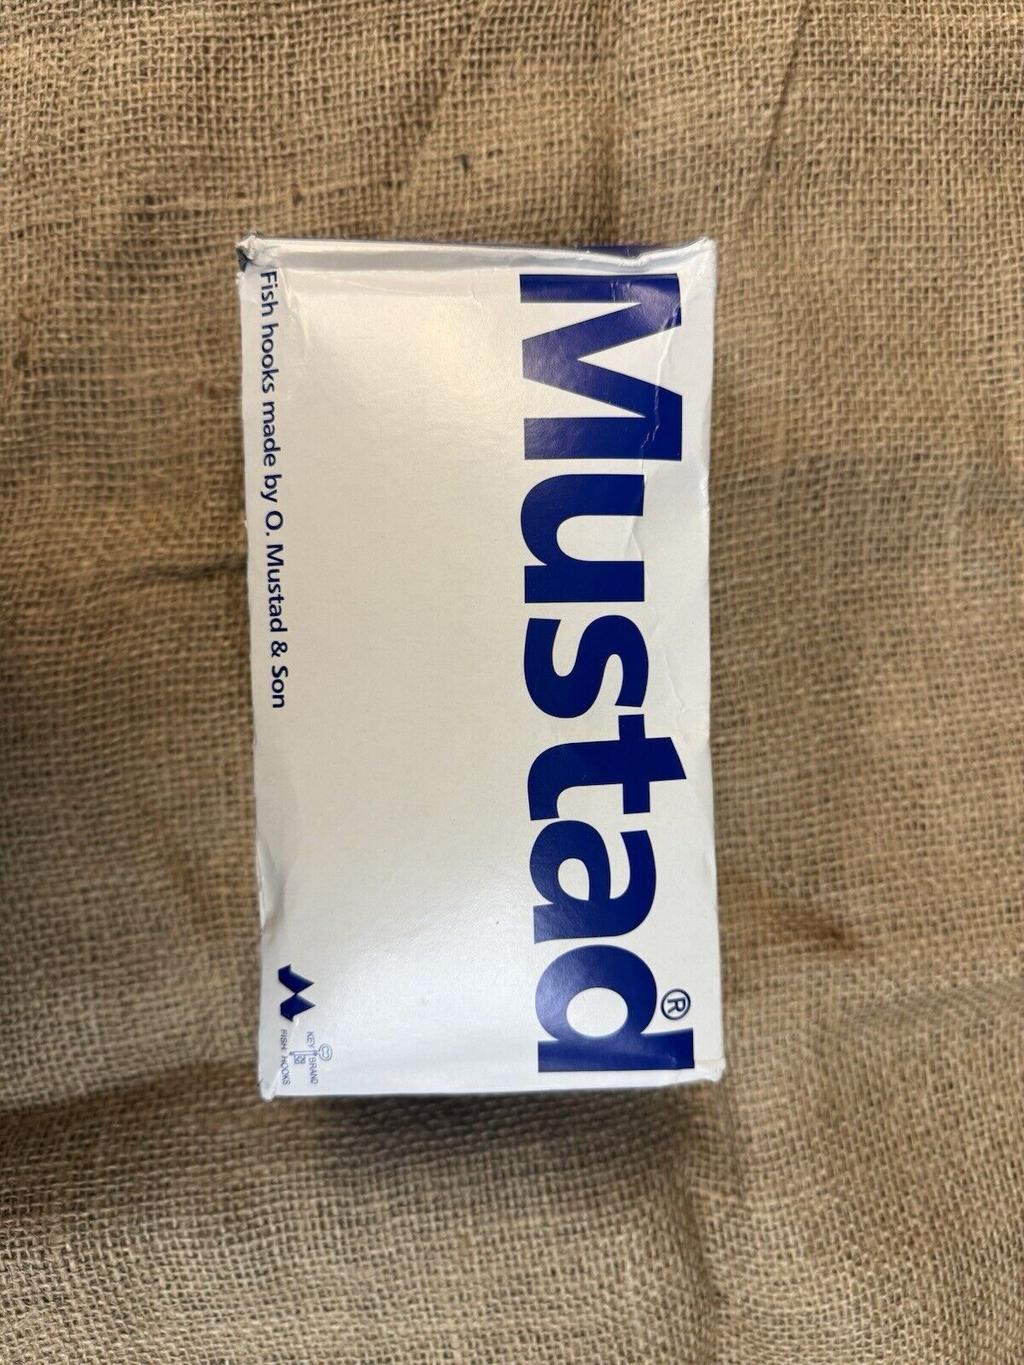 Mustad®
Fish hooks made by O. Mustad & Son
KEY BRAND
FISH HOOKS